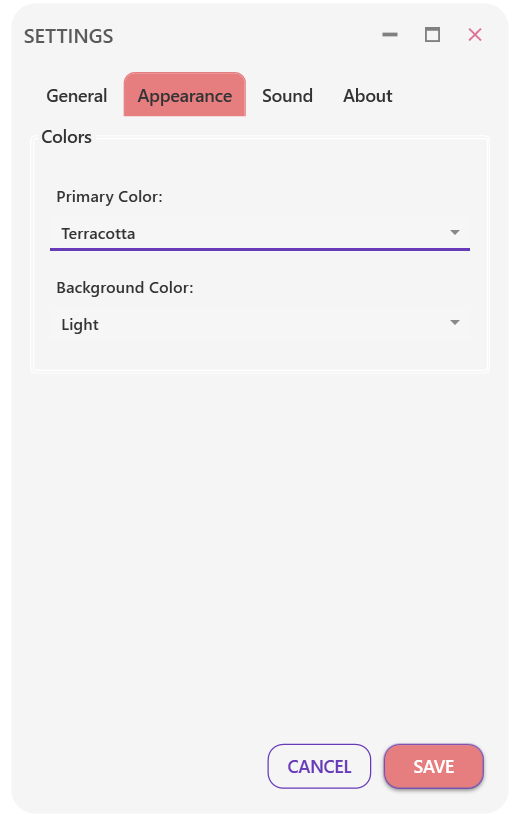 SETTINGS
General Appearance Sound About
Colors
Primary Color:
Terracotta
Background Color:
Light
CANCEL SAVE